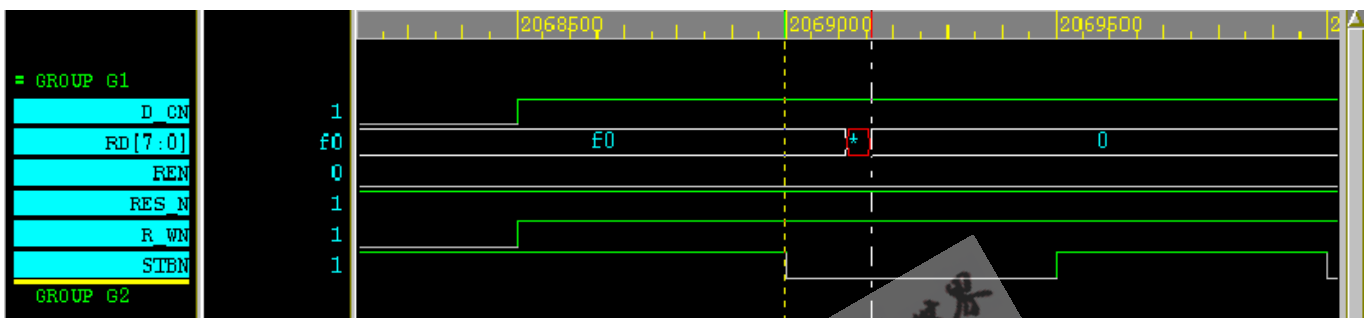 2068500 2069000 2069500 2
= GROUP G1
D_CN 1
RD[7:0] f0 f0 * 0
REN 0
RES_N 1
R_WN 1
STBN 1
GROUP G2